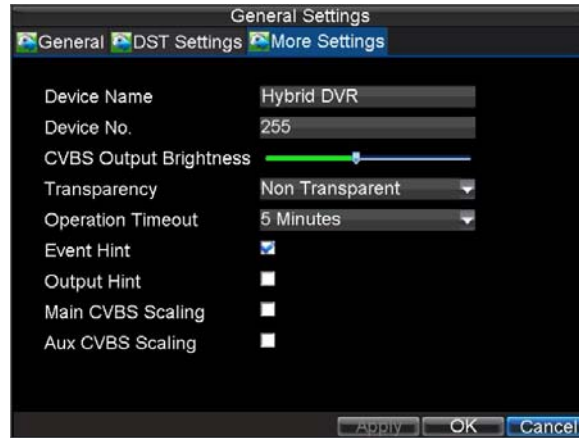 General Settings
General DST Settings More Settings
Device Name Hybrid DVR
Device No. 255
CVBS Output Brightness
Transparency Non Transparent
Operation Timeout 5 Minutes
Event Hint
Output Hint
Main CVBS Scaling
Aux CVBS Scaling
Apply OK Cancel